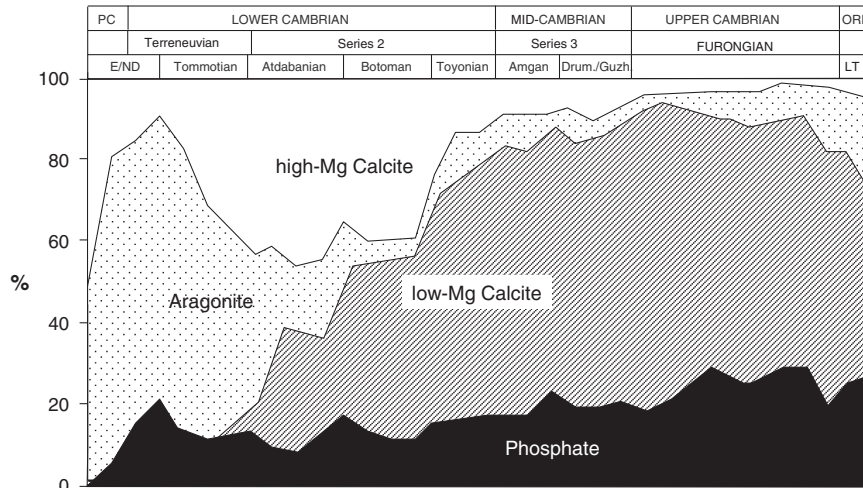 PC LOWER CAMBRIAN MID-CAMBRIAN UPPER CAMBRIAN ORD
Terreneuvian Series 2 Series 3 FURONGIAN
E/ND Tommotian Atdabanian Botoman Toyonian Amgan Drum./Guzh. LT
100
80
high-Mg Calcite
60
%
Aragonite
low-Mg Calcite
40
20
Phosphate
0